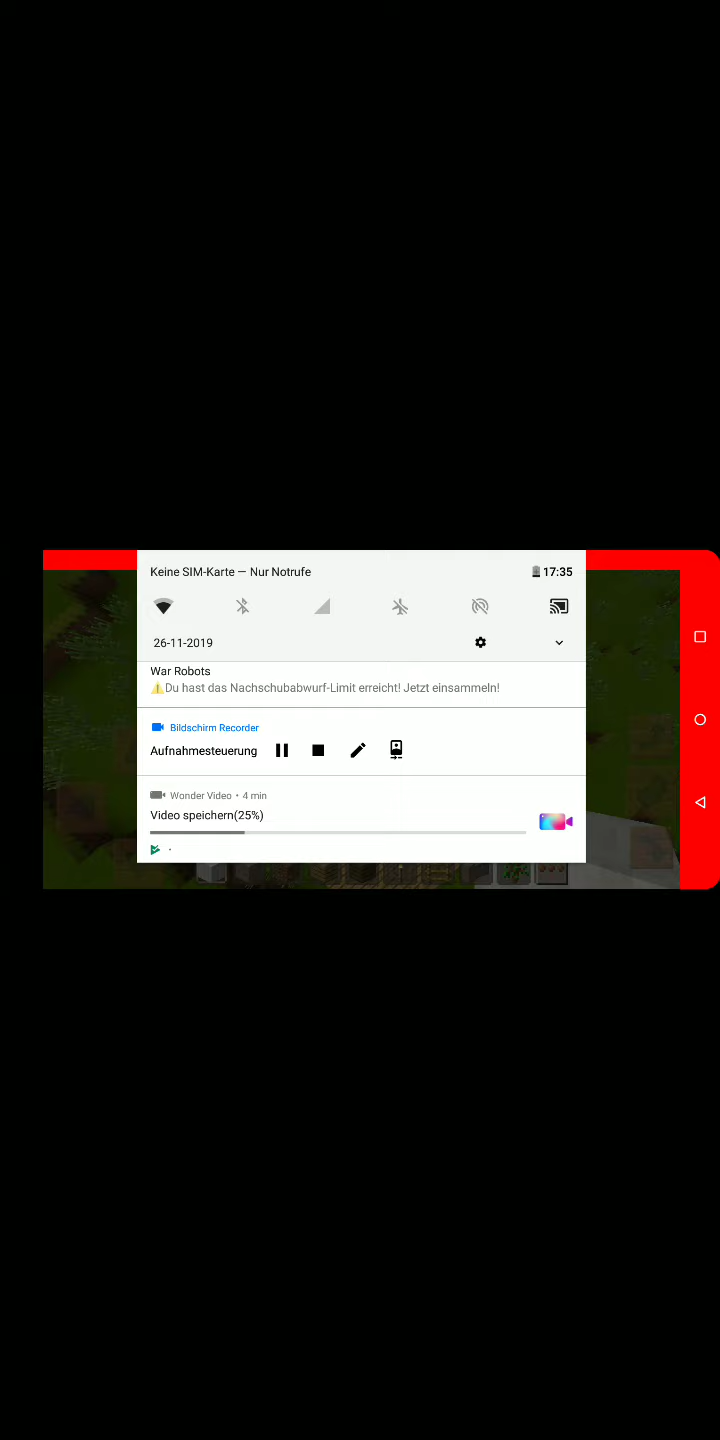 Keine SIM-Karte — Nur Notrufe 17:35
26-11-2019
War Robots
⚠️Du hast das Nachschubabwurf-Limit erreicht! Jetzt einsammeln!
Bildschirm Recorder
Aufnahmesteuerung
Wonder Video • 4 min
Video speichern(25%)